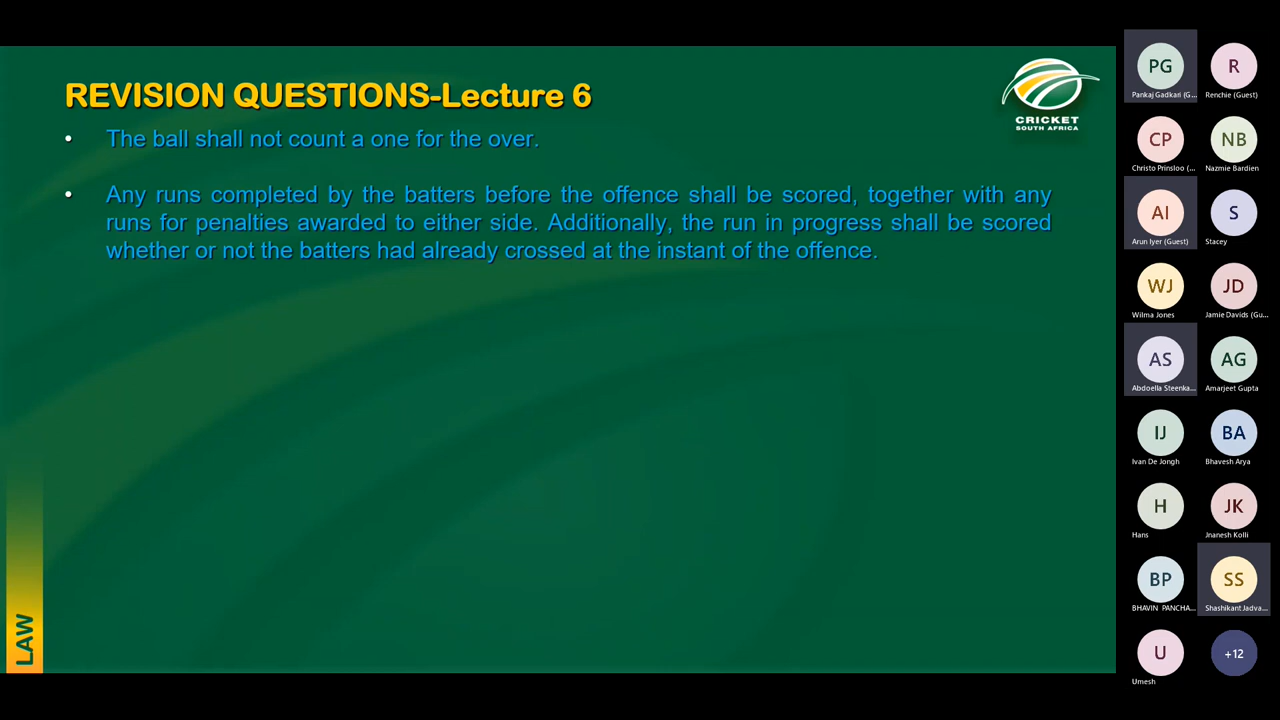 REVISION QUESTIONS-Lecture 6
• The ball shall not count a one for the over.
• Any runs completed by the batters before the offence shall be scored, together with any
runs for penalties awarded to either side. Additionally, the run in progress shall be scored
whether or not the batters had already crossed at the instant of the offence.
CRICKET
SOUTH AFRICA
LAW
PG
Pankaj Gadkari (G...
R
Renchie (Guest)
CP
Christo Prinsloo (...
NB
Nazmie Bardien
AI
Arun Iyer (Guest)
S
Stacey
WJ
Wilma Jones
JD
Jamie Davids (Gu...
AS
Abdoella Steenka...
AG
Amarjeet Gupta
IJ
Ivan De Jongh
BA
Bhavesh Arya
H
Hans
JK
Jnanesh Kolli
BP
BHAVIN PANCHA...
SS
Shashikant Jadva...
U
Umesh
+12